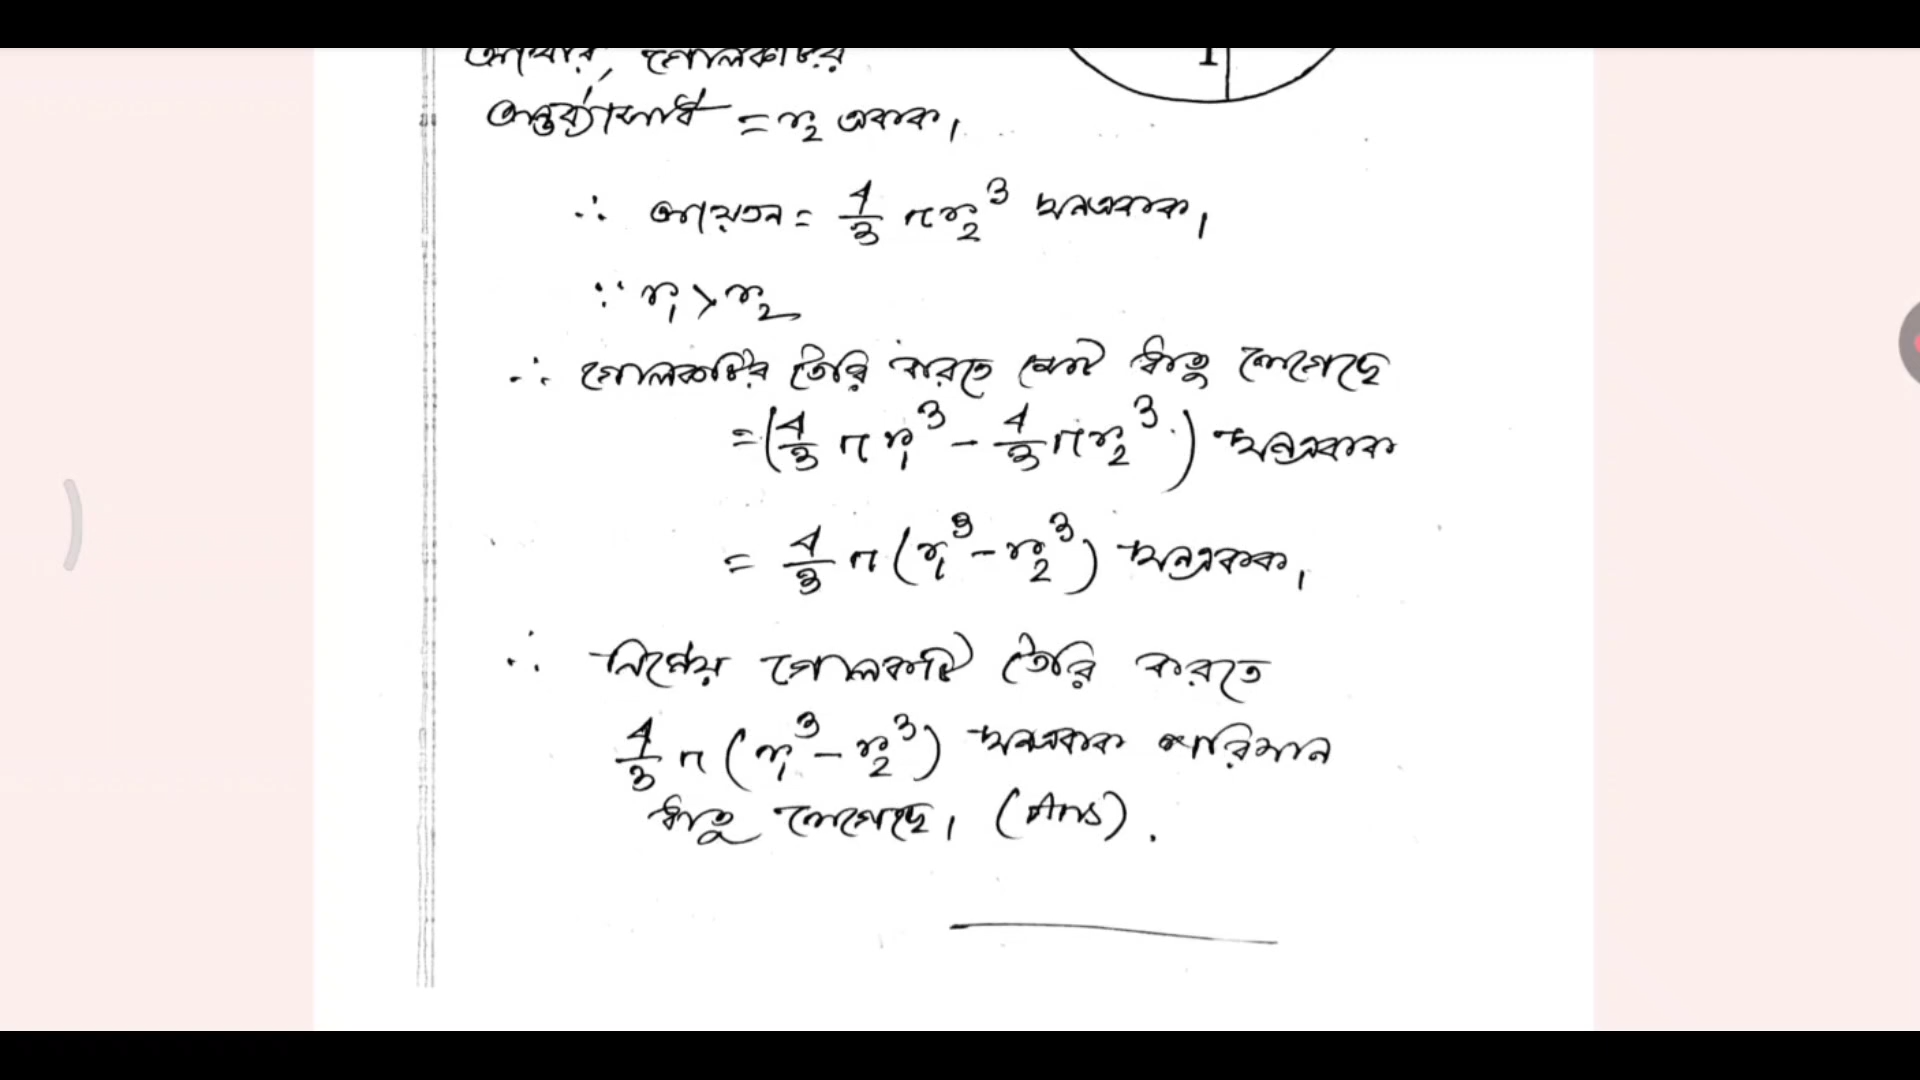 আবার, গোলকটির
অন্তর্ব্যাসার্ধ = r₂ একক।
∴ আয়তন = 4/3 πr₂³ ঘনএকক।
∵ r₁ > r₂
∴ গোলকটির তৈরি করতে মোট ধাতু লেগেছে
= (4/3 π r₁³ - 4/3 πr₂³) ঘনএকক
= 4/3 π (r₁³ - r₂³) ঘনএকক।
∴ নির্ণেয় গোলকটি তৈরি করতে
4/3 π (r₁³ - r₂³) ঘনএকক পরিমান
ধাতু লেগেছে। (Ans).